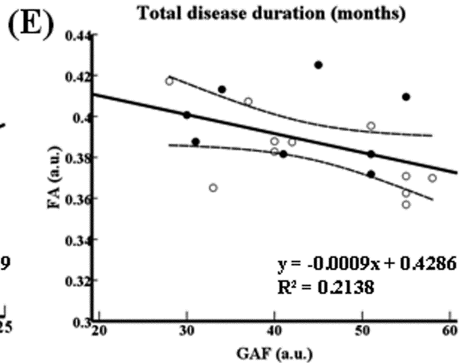 (E)
Total disease duration (months)
0.44
0.42
0.4
0.38
0.36
0.34
0.32
0.3
FA (a.u.)
y = -0.0009x + 0.4286
R² = 0.2138
20 30 40 50 60
GAF (a.u.)
9
25